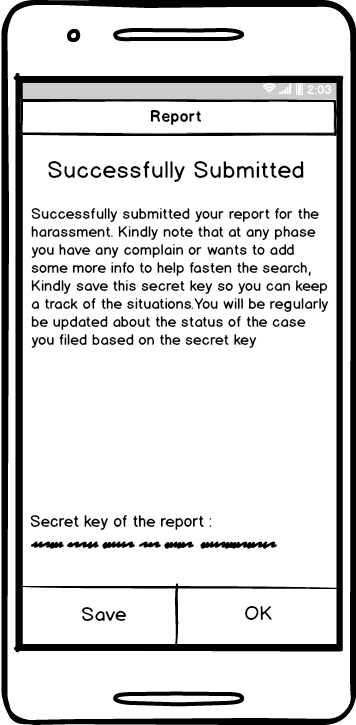 2:03
Report
Successfully Submitted
Successfully submitted your report for the
harassment. Kindly note that at any phase
you have any complain or wants to add
some more info to help fasten the search,
Kindly save this secret key so you can keep
a track of the situations.You will be regularly
be updated about the status of the case
you filed based on the secret key
Secret key of the report :
Save
OK